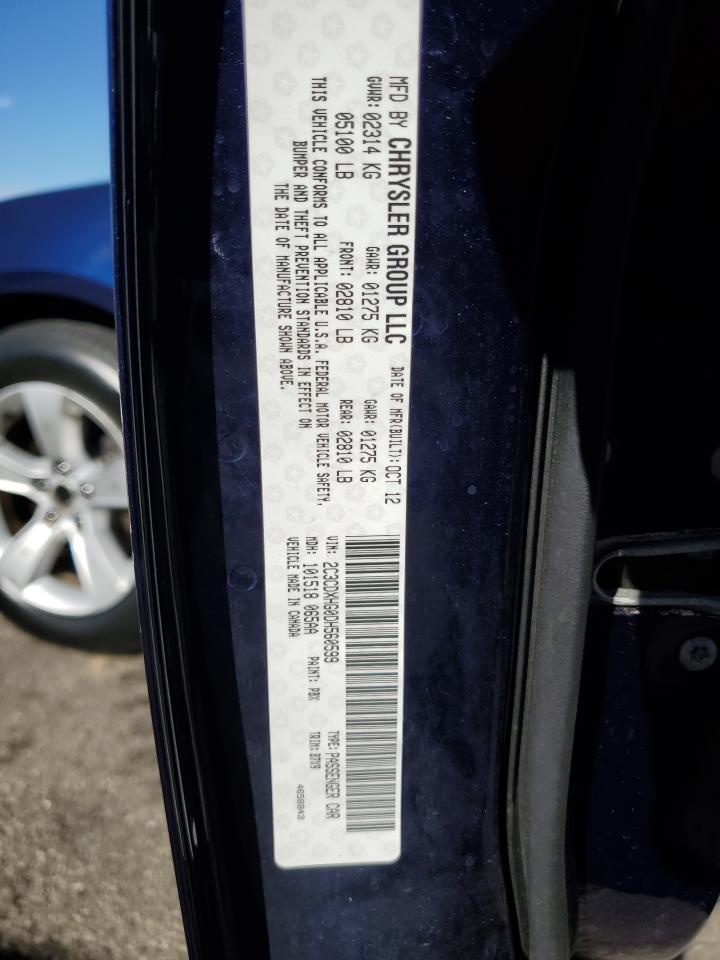 MFD BY CHRYSLER GROUP LLC DATE OF MFR(BUILT): OCT 12
GVWR: 02314 KG GAWR: 01275 KG GAWR: 01275 KG
05100 LB FRONT: 02810 LB REAR: 02810 LB
THIS VEHICLE CONFORMS TO ALL APPLICABLE U.S.A. FEDERAL MOTOR VEHICLE SAFETY,
BUMPER AND THEFT PREVENTION STANDARDS IN EFFECT ON
THE DATE OF MANUFACTURE SHOWN ABOVE.
VIN: 2C3CDXHG0DH560599 TYPE: PASSENGER CAR
MDH: 101518 065AA PAINT: PBX TRIM: B7X9
VEHICLE MADE IN CANADA 4658843